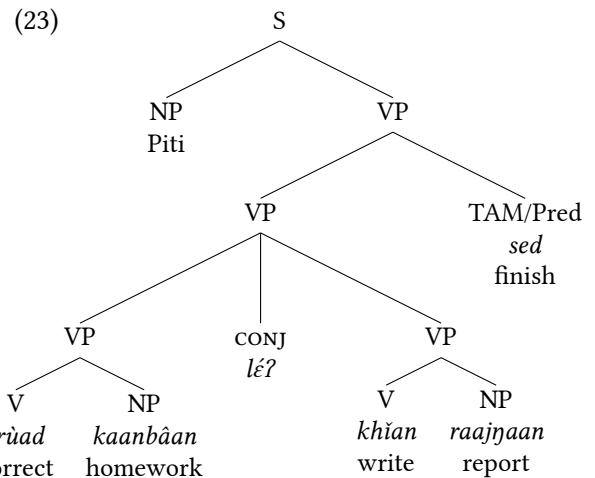 (23)
S
NP VP
Piti
VP TAM/Pred
sed
finish
VP CONJ VP
lɛ́ʔ
V NP V NP
kaanbâan khǐan raajŋaan
homework write report